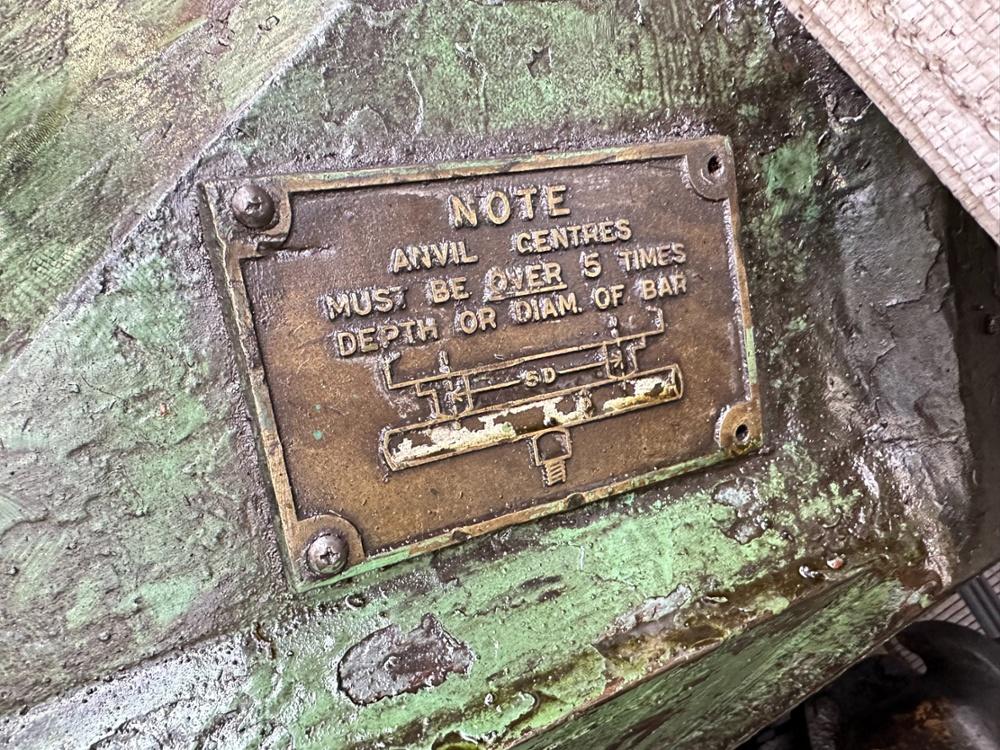 NOTE
ANVIL CENTRES
MUST BE OVER 5 TIMES
DEPTH OR DIAM. OF BAR
5D